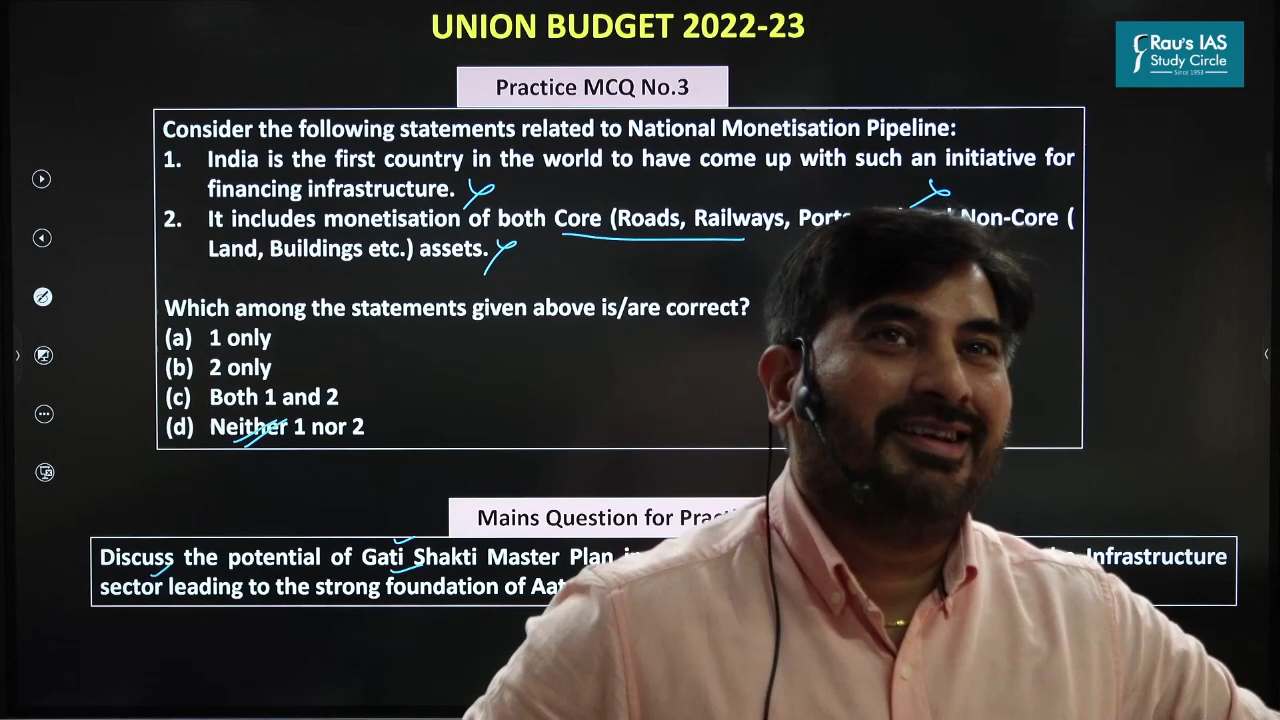 UNION BUDGET 2022-23
Rau's IAS
Study Circle
Since 1953
Practice MCQ No.3
Consider the following statements related to National Monetisation Pipeline:
1. India is the first country in the world to have come up with such an initiative for
financing infrastructure.
2. It includes monetisation of both Core (Roads, Railways, Ports Non-Core (
Land, Buildings etc.) assets.
Which among the statements given above is/are correct?
(a) 1 only
(b) 2 only
(c) Both 1 and 2
(d) Neither 1 nor 2
Mains Question for
Discuss the potential of Gati Shakti Master Plan Infrastructure
sector leading to the strong foundation of